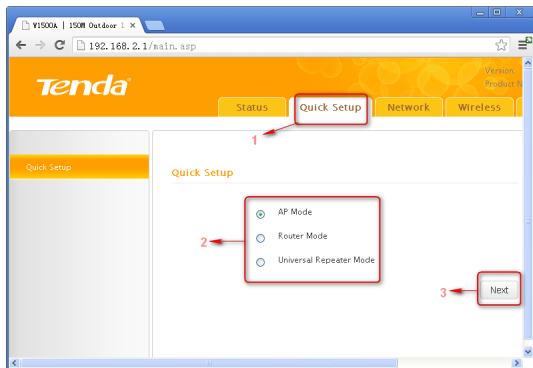 W1500A | 150M Outdoor l
192.168.2.1/main.asp
Tenda
Version:
Product N
Status
Quick Setup
Network
Wireless
1
Quick Setup
Quick Setup
AP Mode
2
Router Mode
Universal Repeater Mode
3
Next